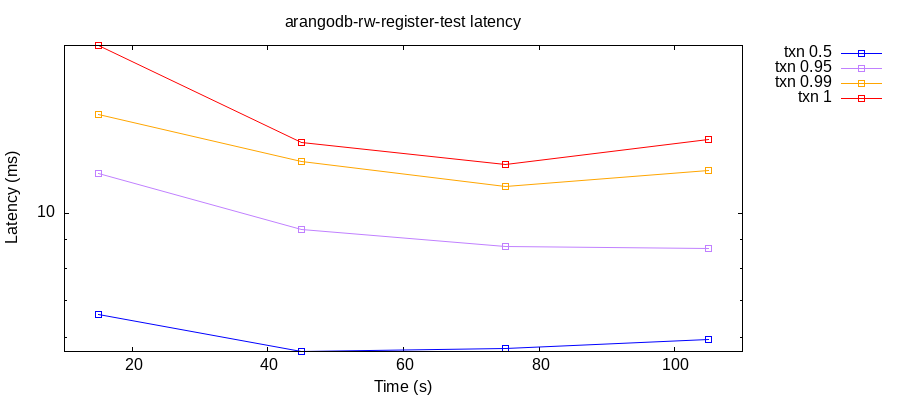 arangodb-rw-register-test latency
txn 0.5
txn 0.95
txn 0.99
txn 1
Latency (ms)
10
20 40 60 80 100
Time (s)